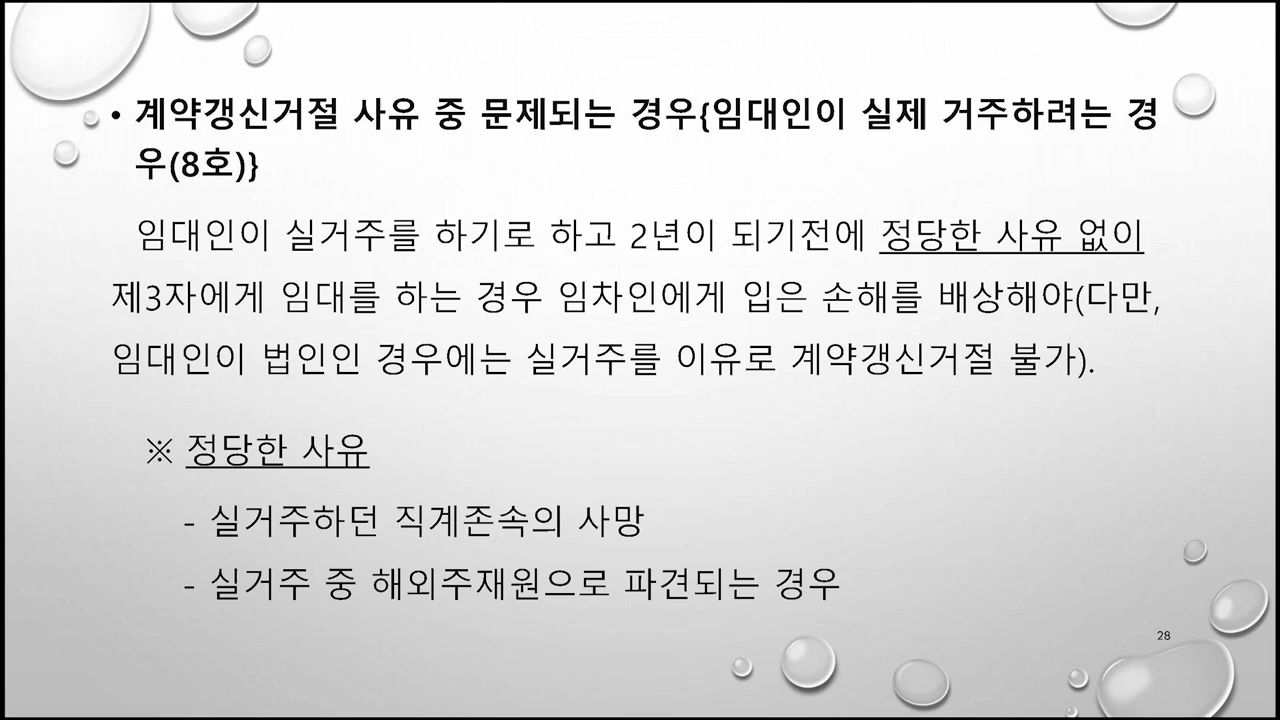 • 계약갱신거절 사유 중 문제되는 경우{임대인이 실제 거주하려는 경
우(8호)}
임대인이 실거주를 하기로 하고 2년이 되기전에 정당한 사유 없이
제3자에게 임대를 하는 경우 임차인에게 입은 손해를 배상해야(다만,
임대인이 법인인 경우에는 실거주를 이유로 계약갱신거절 불가).
※ 정당한 사유
- 실거주하던 직계존속의 사망
- 실거주 중 해외주재원으로 파견되는 경우
28